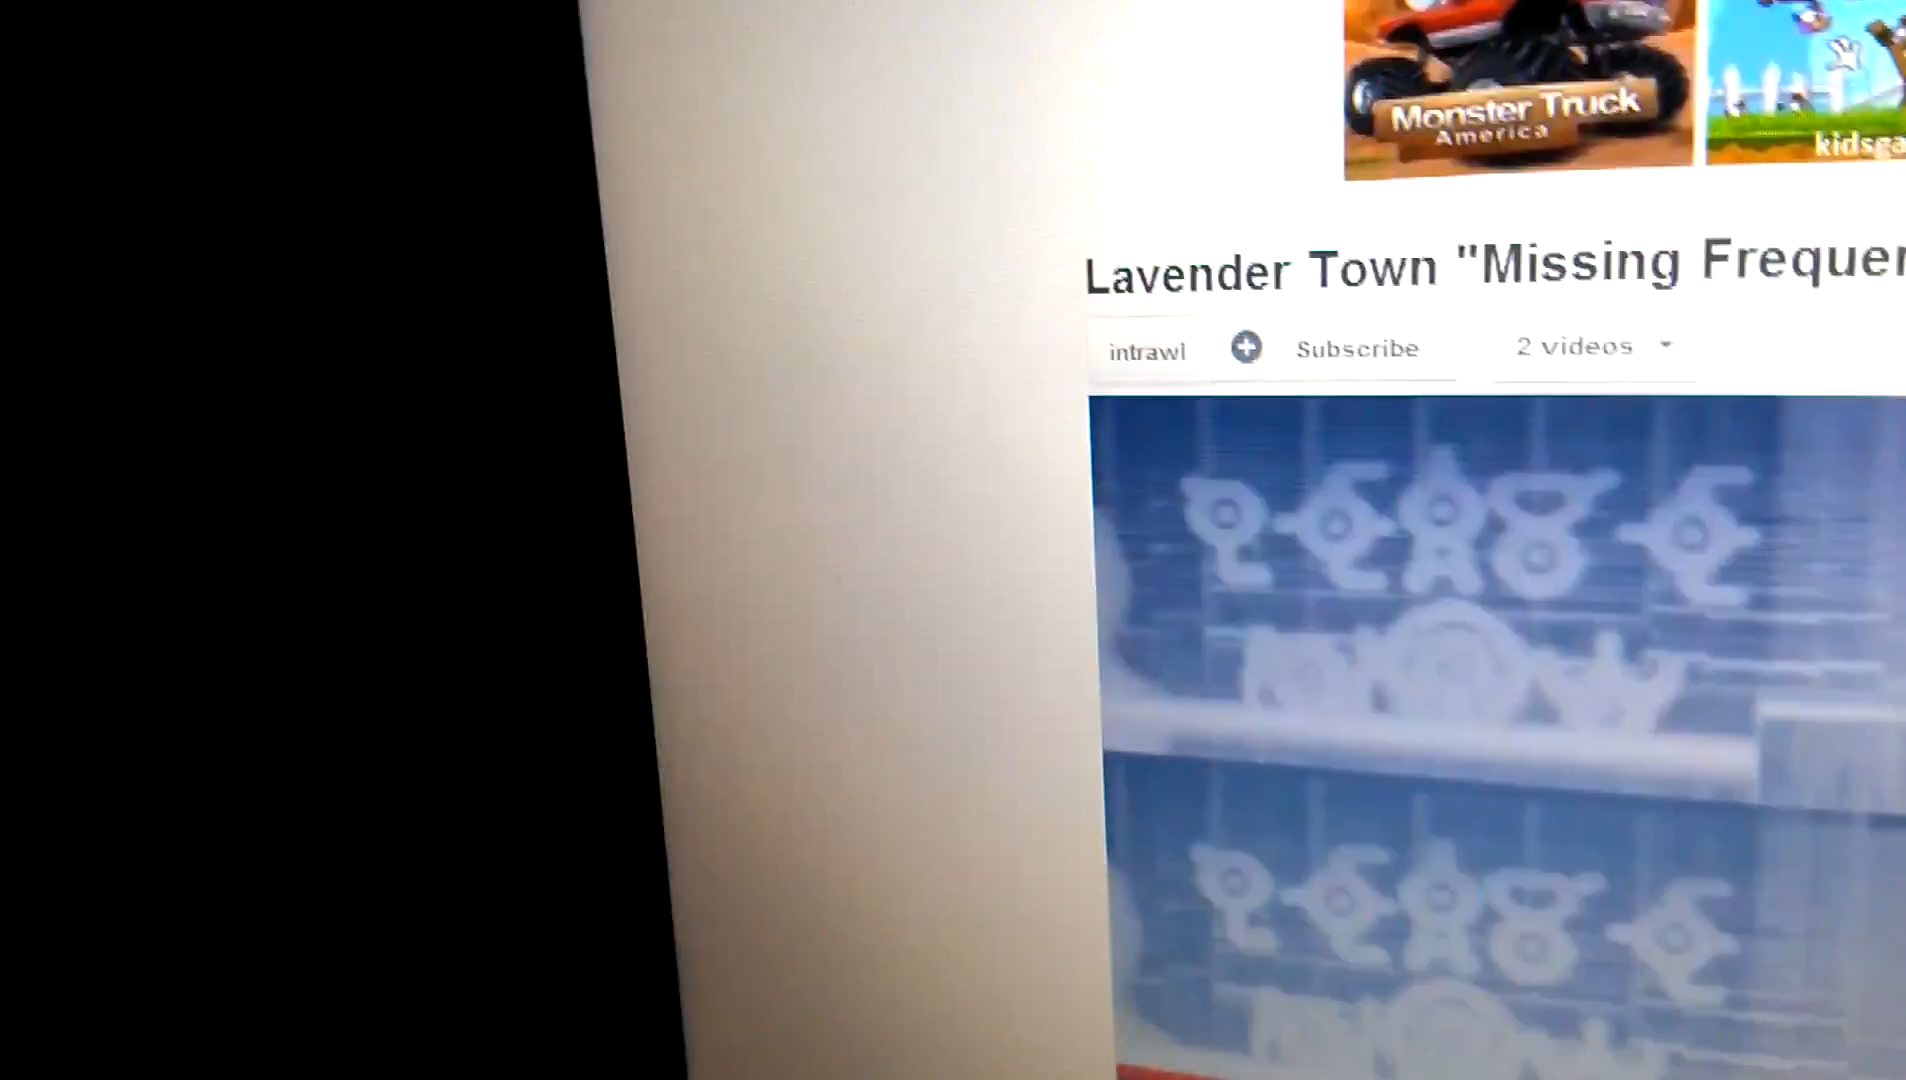 Monster Truck
America
kidsga
Lavender Town "Missing Frequen
intrawl
Subscribe
2 videos